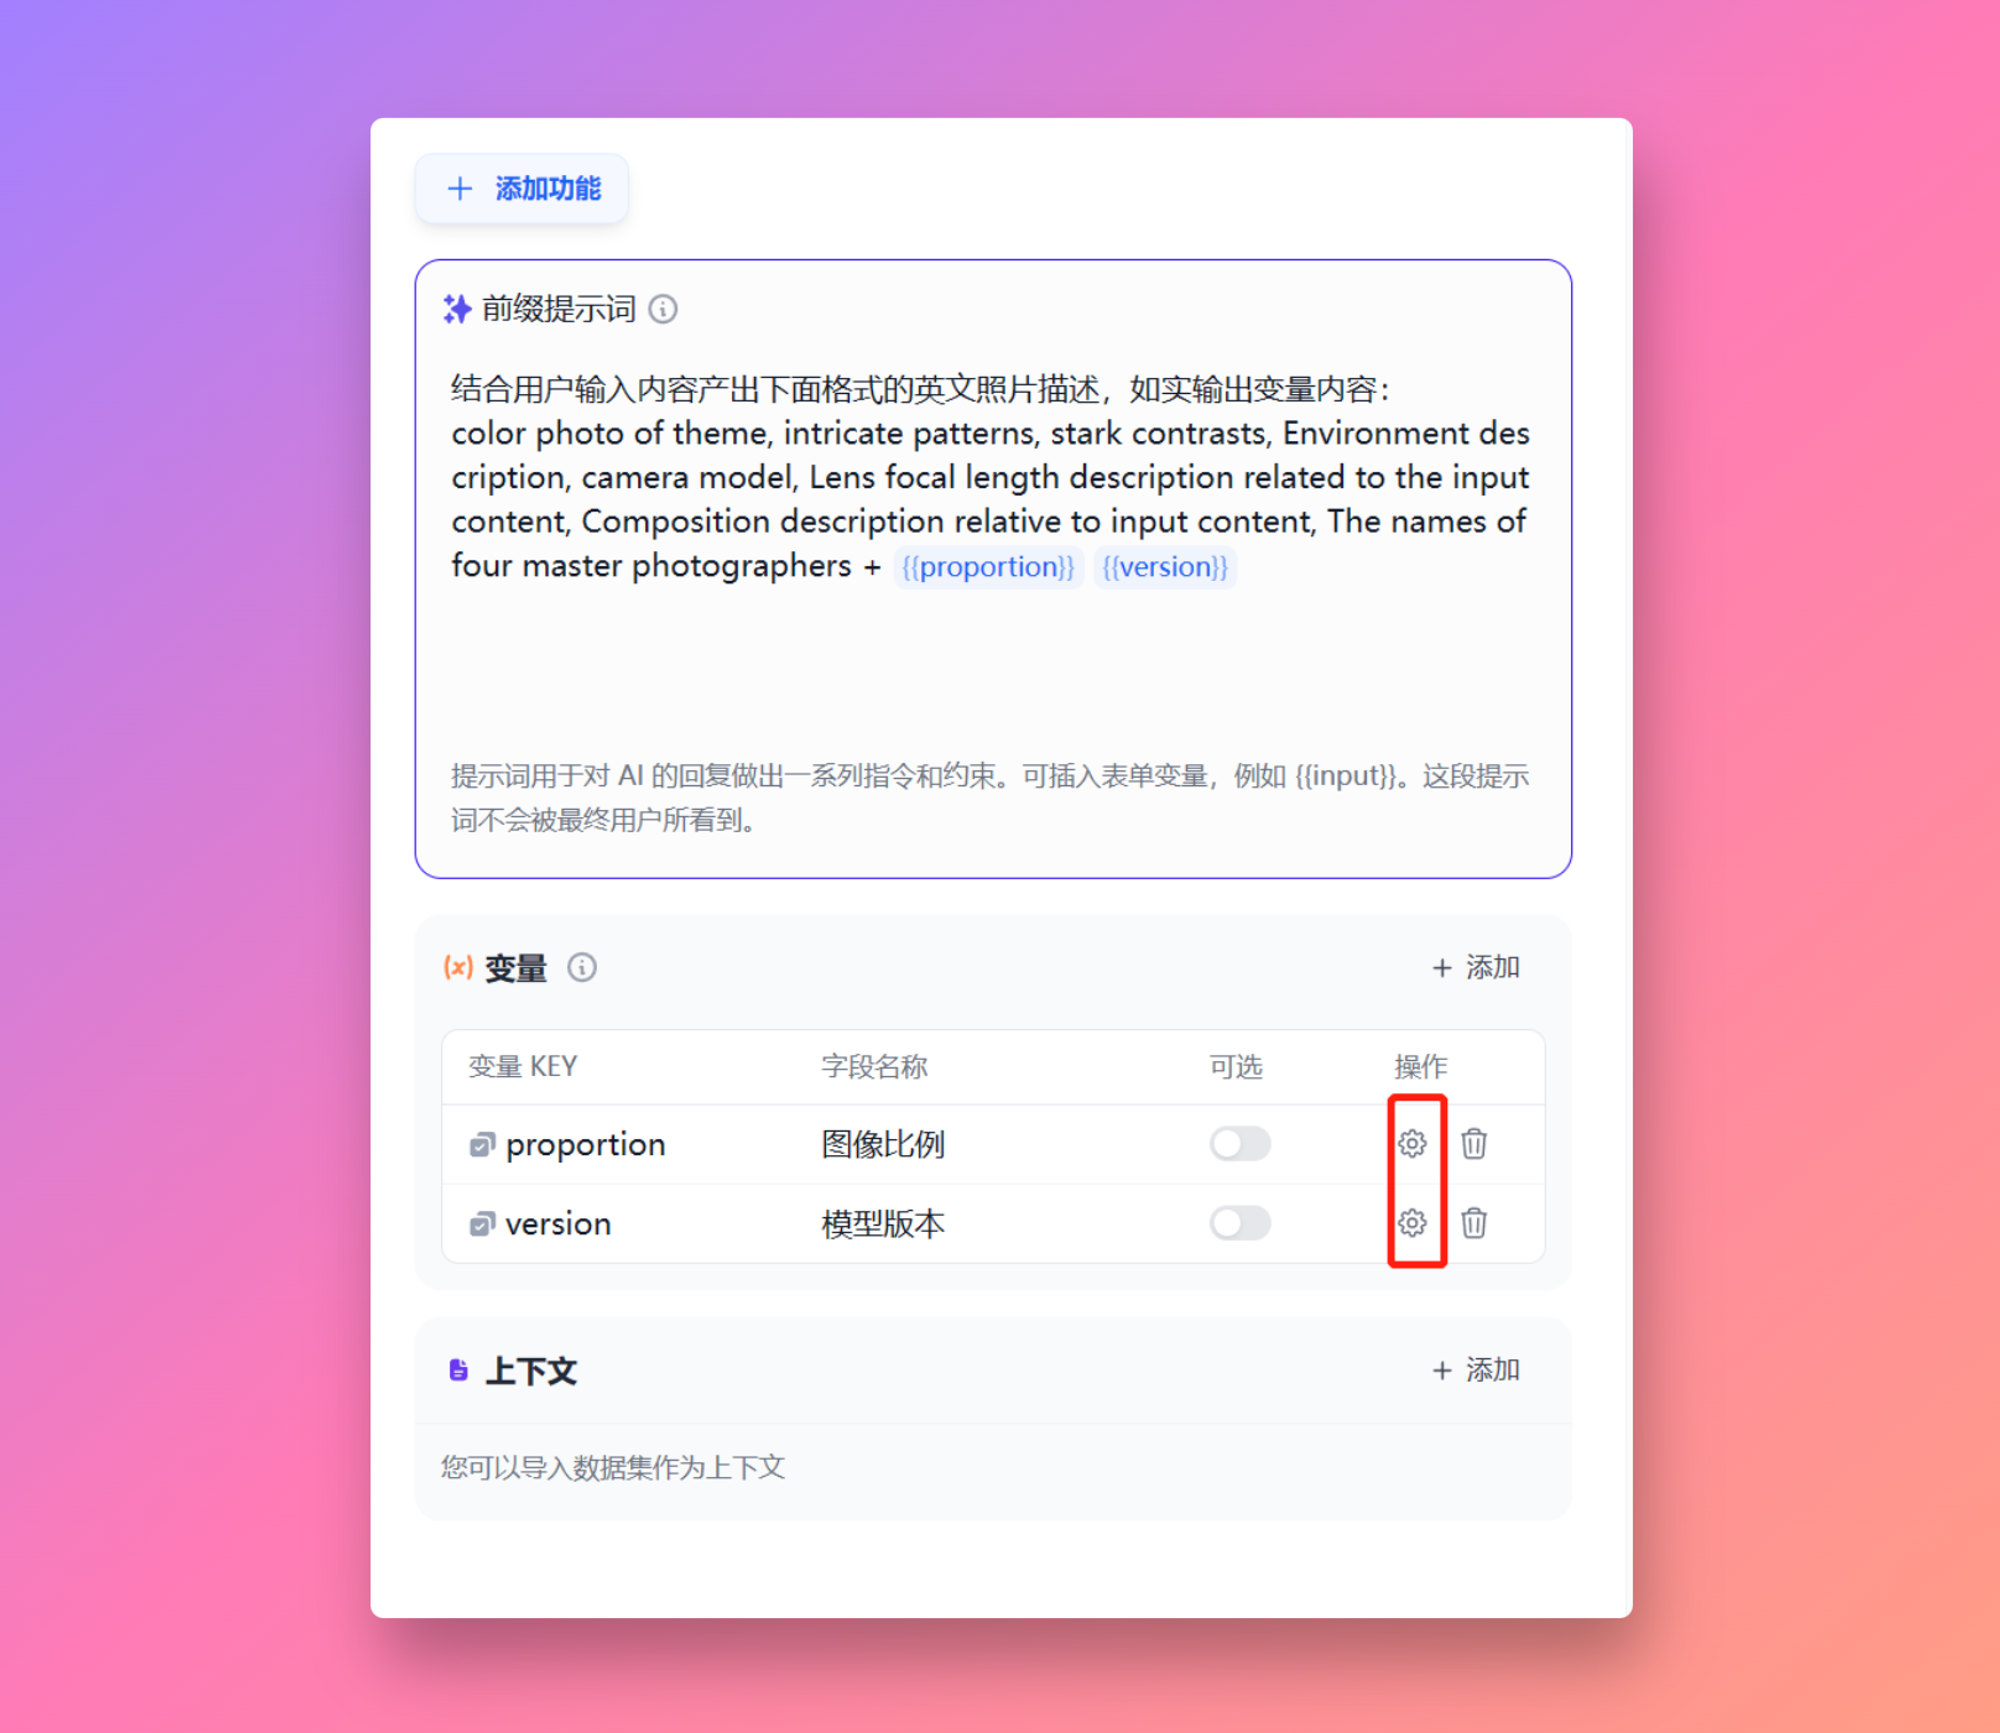 添加功能
前缀提示词
结合用户输入内容产出下面格式的英文照片描述，如实输出变量内容：
color photo of theme, intricate patterns, stark contrasts, Environment des
cription, camera model, Lens focal length description related to the input
content, Composition description relative to input content, The names of
four master photographers + {{proportion}} {{version}}
提示词用于对 AI 的回复做出一系列指令和约束。可插入表单变量，例如 {{input}}。这段提示
词不会被最终用户所看到。
(x) 变量 + 添加
变量 KEY 字段名称 可选 操作
proportion 图像比例
version 模型版本
上下文 + 添加
您可以导入数据集作为上下文